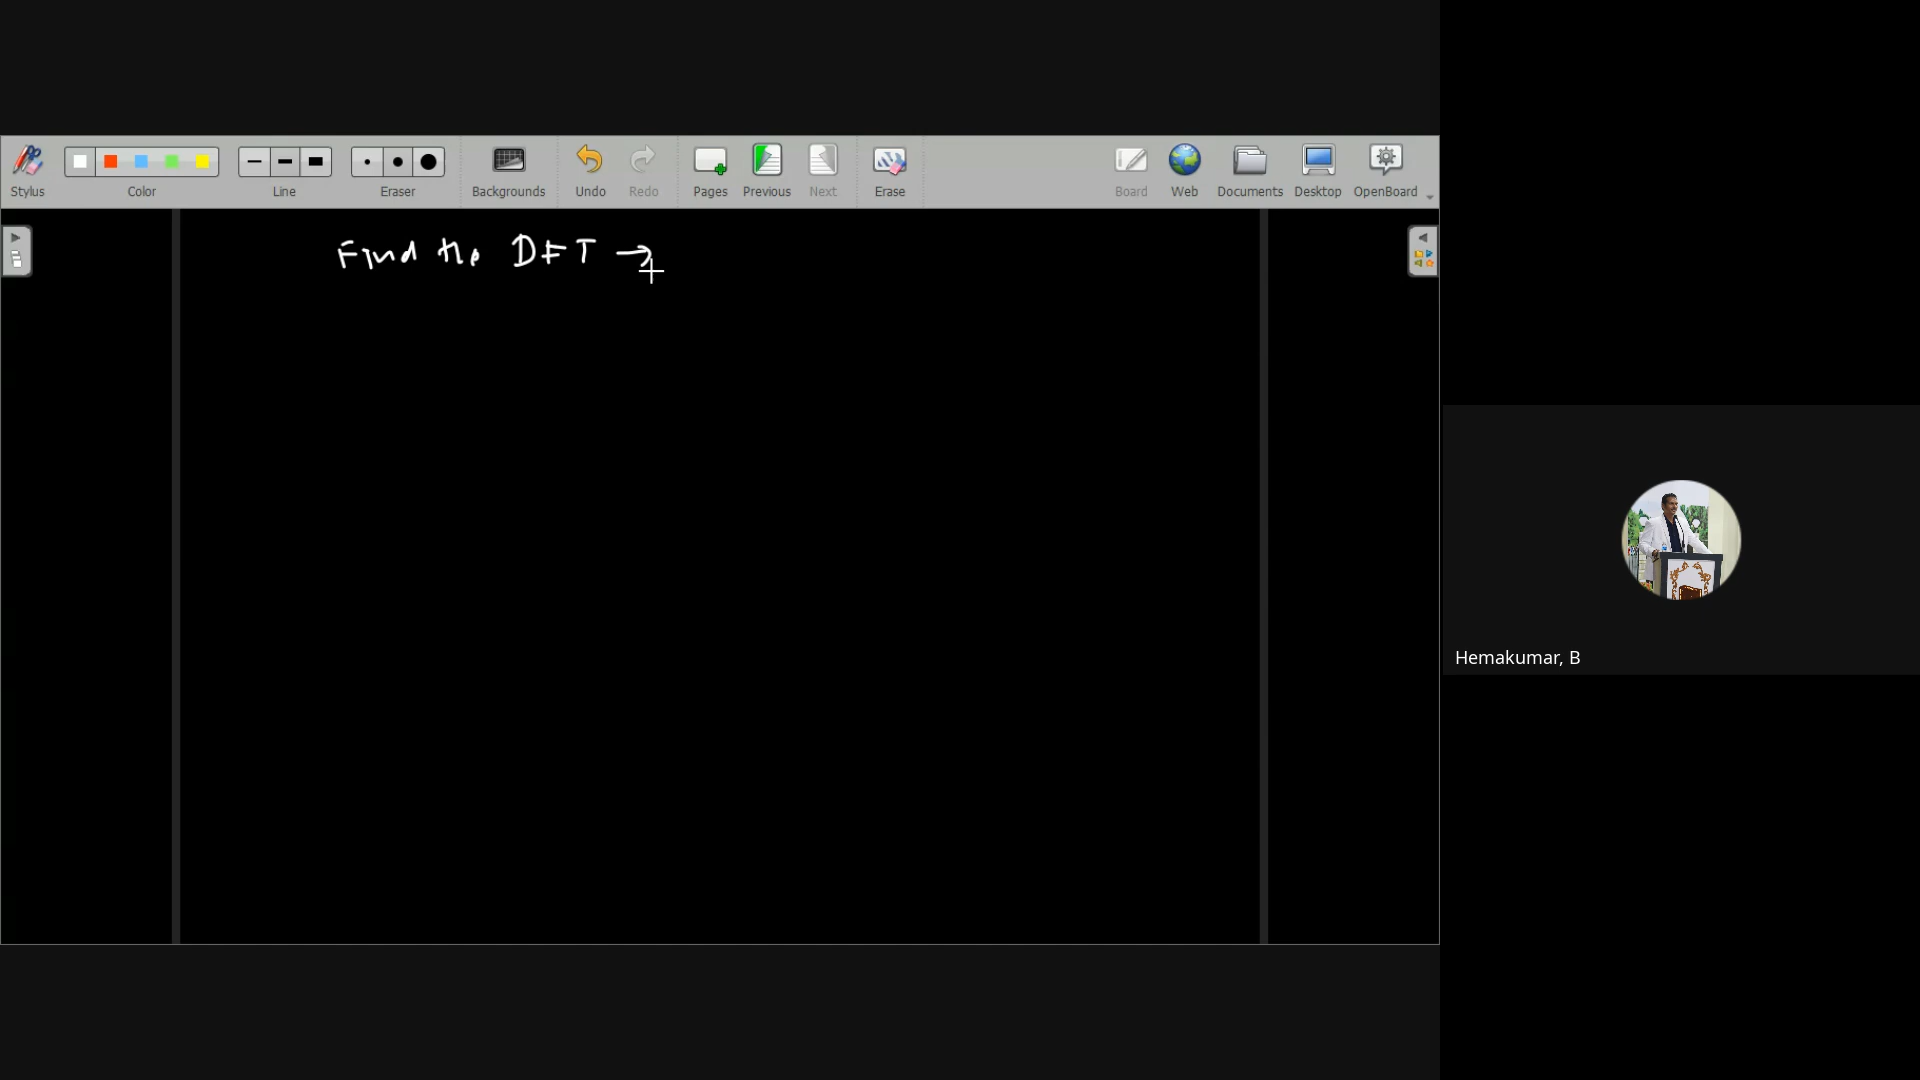 Stylus Color Line Eraser Backgrounds Undo Redo Pages Previous Next Erase Board Web Documents Desktop OpenBoard
Find the DFT →
Hemakumar, B